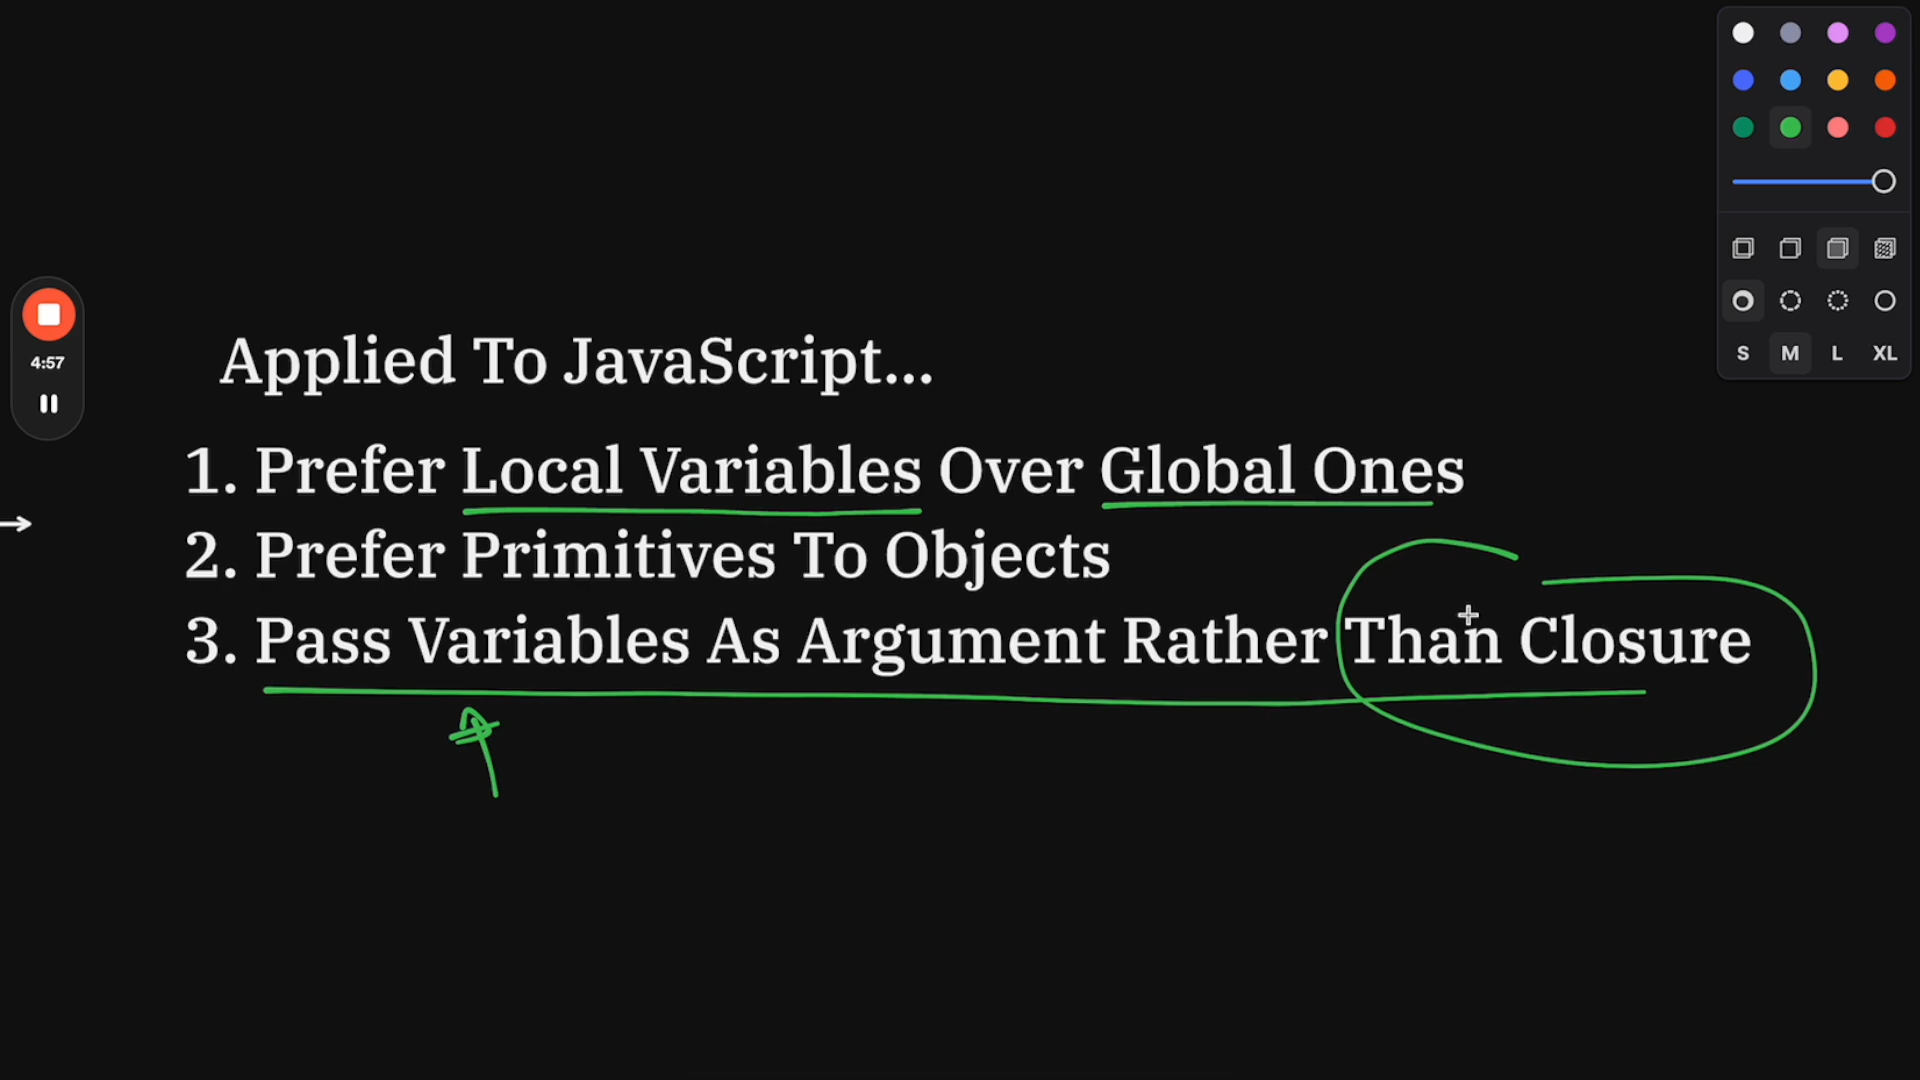 4:57
S M L XL
Applied To JavaScript...
1. Prefer Local Variables Over Global Ones
2. Prefer Primitives To Objects
3. Pass Variables As Argument Rather Than Closure